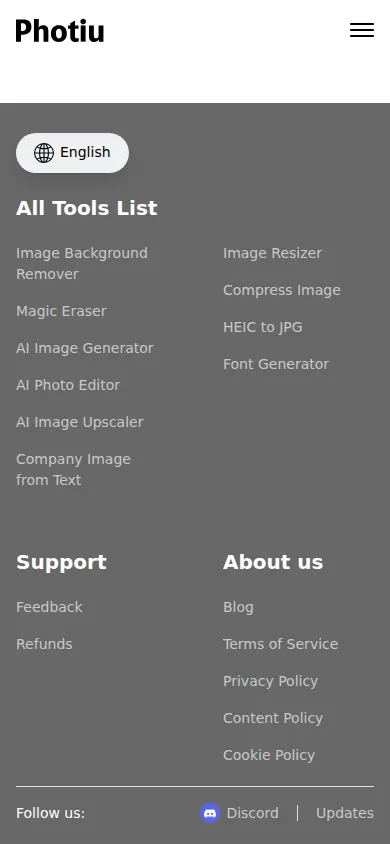 Photiu
English
All Tools List
Image Background
Remover
Magic Eraser
AI Image Generator
AI Photo Editor
AI Image Upscaler
Company Image
from Text
Image Resizer
Compress Image
HEIC to JPG
Font Generator
Support
Feedback
Refunds
About us
Blog
Terms of Service
Privacy Policy
Content Policy
Cookie Policy
Follow us:
Discord
Updates